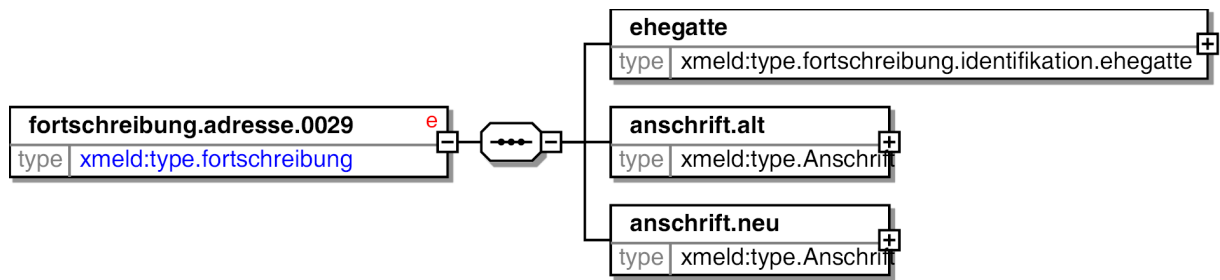 ehegatte
type xmeld:type.fortschreibung.identifikation.ehegatte
fortschreibung.adresse.0029 e
type xmeld:type.fortschreibung
anschrift.alt
type xmeld:type.Anschrift
anschrift.neu
type xmeld:type.Anschrift